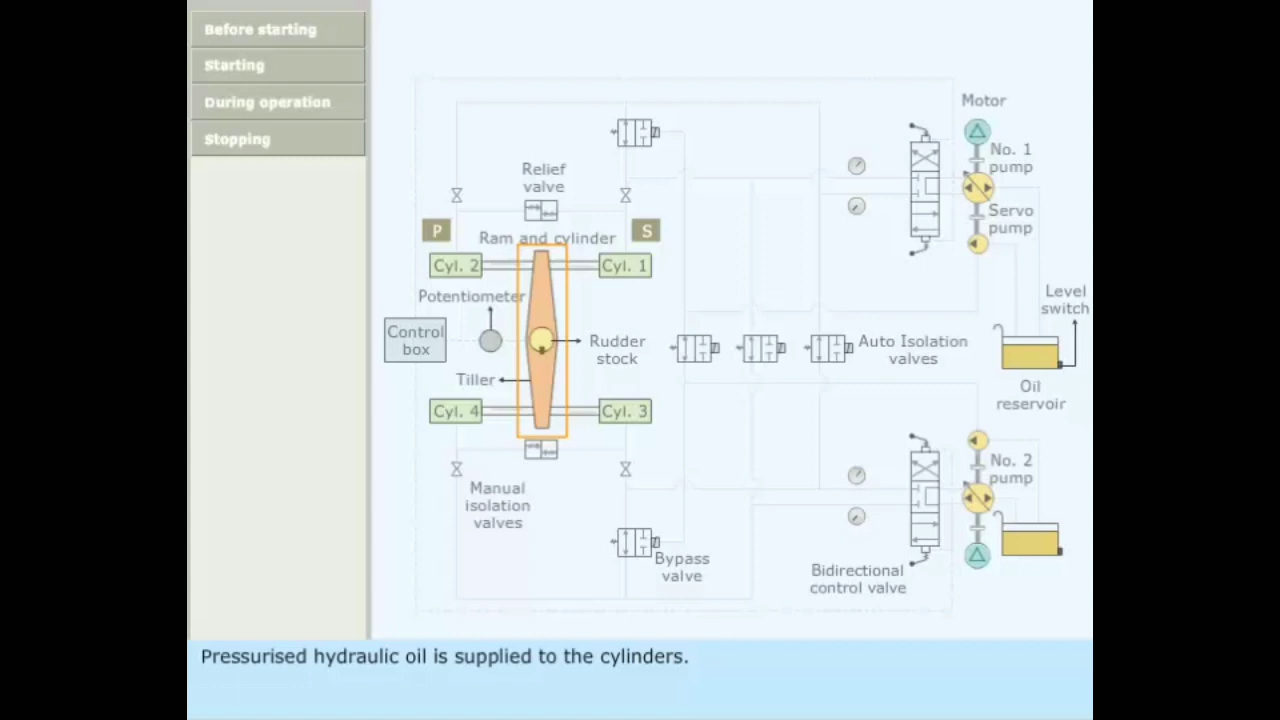 Before starting
Starting
During operation
Stopping
Motor
No. 1
pump
Relief
valve
Servo
pump
P
S
Ram and cylinder
Cyl. 2
Cyl. 1
Potentiometer
Level
switch
Control
box
Rudder
stock
Auto Isolation
valves
Tiller
Oil
reservoir
Cyl. 4
Cyl. 3
No. 2
pump
Manual
isolation
valves
Bypass
valve
Bidirectional
control valve
Pressurised hydraulic oil is supplied to the cylinders.